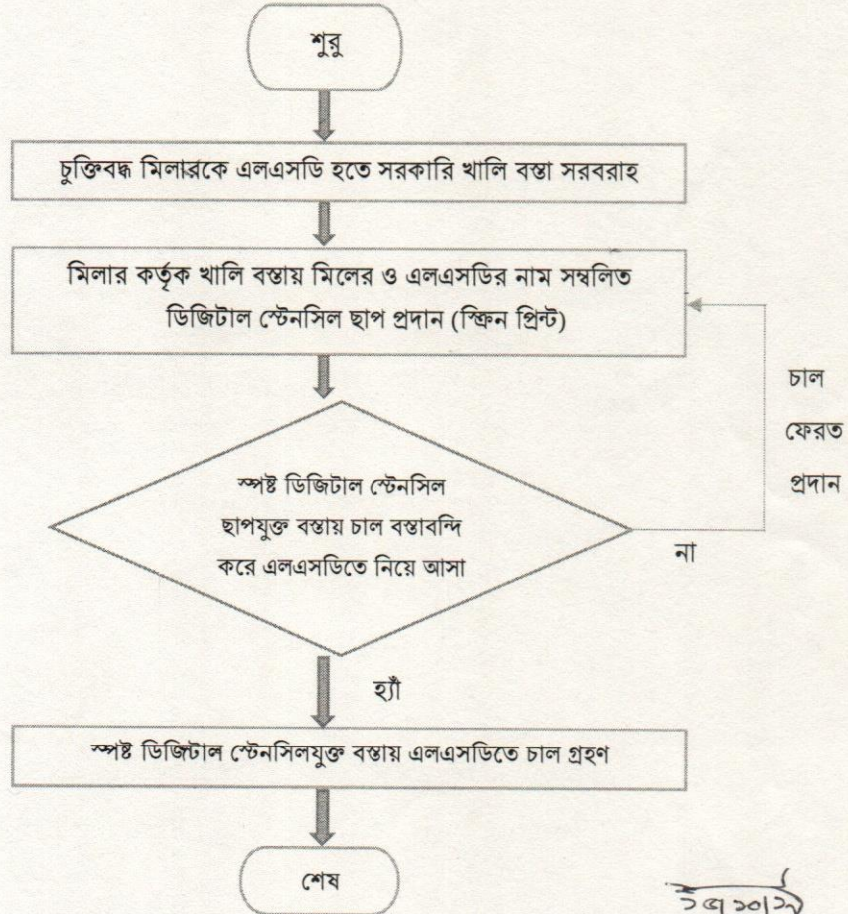 শুরু
চুক্তিবদ্ধ মিলারকে এলএসডি হতে সরকারি খালি বস্তা সরবরাহ
মিলার কর্তৃক খালি বস্তায় মিলের ও এলএসডির নাম সম্বলিত
ডিজিটাল স্টেনসিল ছাপ প্রদান (স্ক্রিন প্রিন্ট)
চাল
ফেরত
প্রদান
স্পষ্ট ডিজিটাল স্টেনসিল
ছাপযুক্ত বস্তায় চাল বস্তাবন্দি
করে এলএসডিতে নিয়ে আসা
না
হ্যাঁ
স্পষ্ট ডিজিটাল স্টেনসিলযুক্ত বস্তায় এলএসডিতে চাল গ্রহণ
শেষ